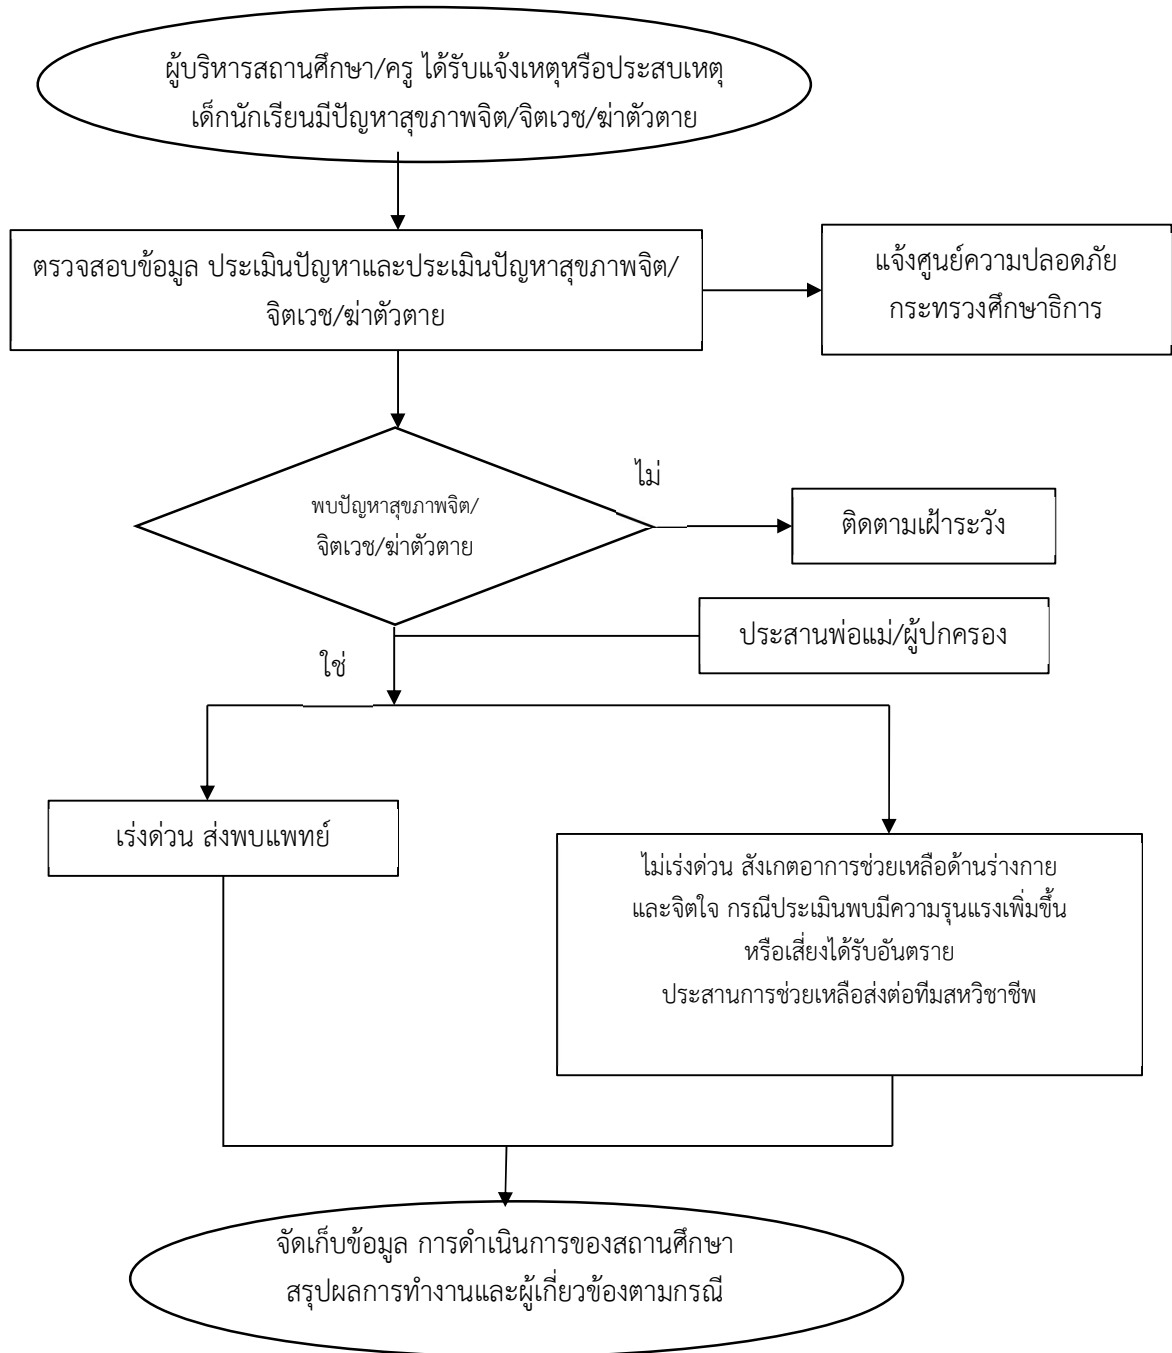 ผู้บริหารสถานศึกษา/ครู ได้รับแจ้งเหตุหรือประสบเหตุ
เด็กนักเรียนมีปัญหาสุขภาพจิต/จิตเวช/ฆ่าตัวตาย
ตรวจสอบข้อมูล ประเมินปัญหาและประเมินปัญหาสุขภาพจิต/
จิตเวช/ฆ่าตัวตาย
แจ้งศูนย์ความปลอดภัย
กระทรวงศึกษาธิการ
พบปัญหาสุขภาพจิต/
จิตเวช/ฆ่าตัวตาย
ไม่
ติดตามเฝ้าระวัง
ประสานพ่อแม่/ผู้ปกครอง
ใช่
เร่งด่วน ส่งพบแพทย์
ไม่เร่งด่วน สังเกตอาการช่วยเหลือด้านร่างกาย
และจิตใจ กรณีประเมินพบมีความรุนแรงเพิ่มขึ้น
หรือเสี่ยงได้รับอันตราย
ประสานการช่วยเหลือส่งต่อทีมสหวิชาชีพ
จัดเก็บข้อมูล การดำเนินการของสถานศึกษา
สรุปผลการทำงานและผู้เกี่ยวข้องตามกรณี